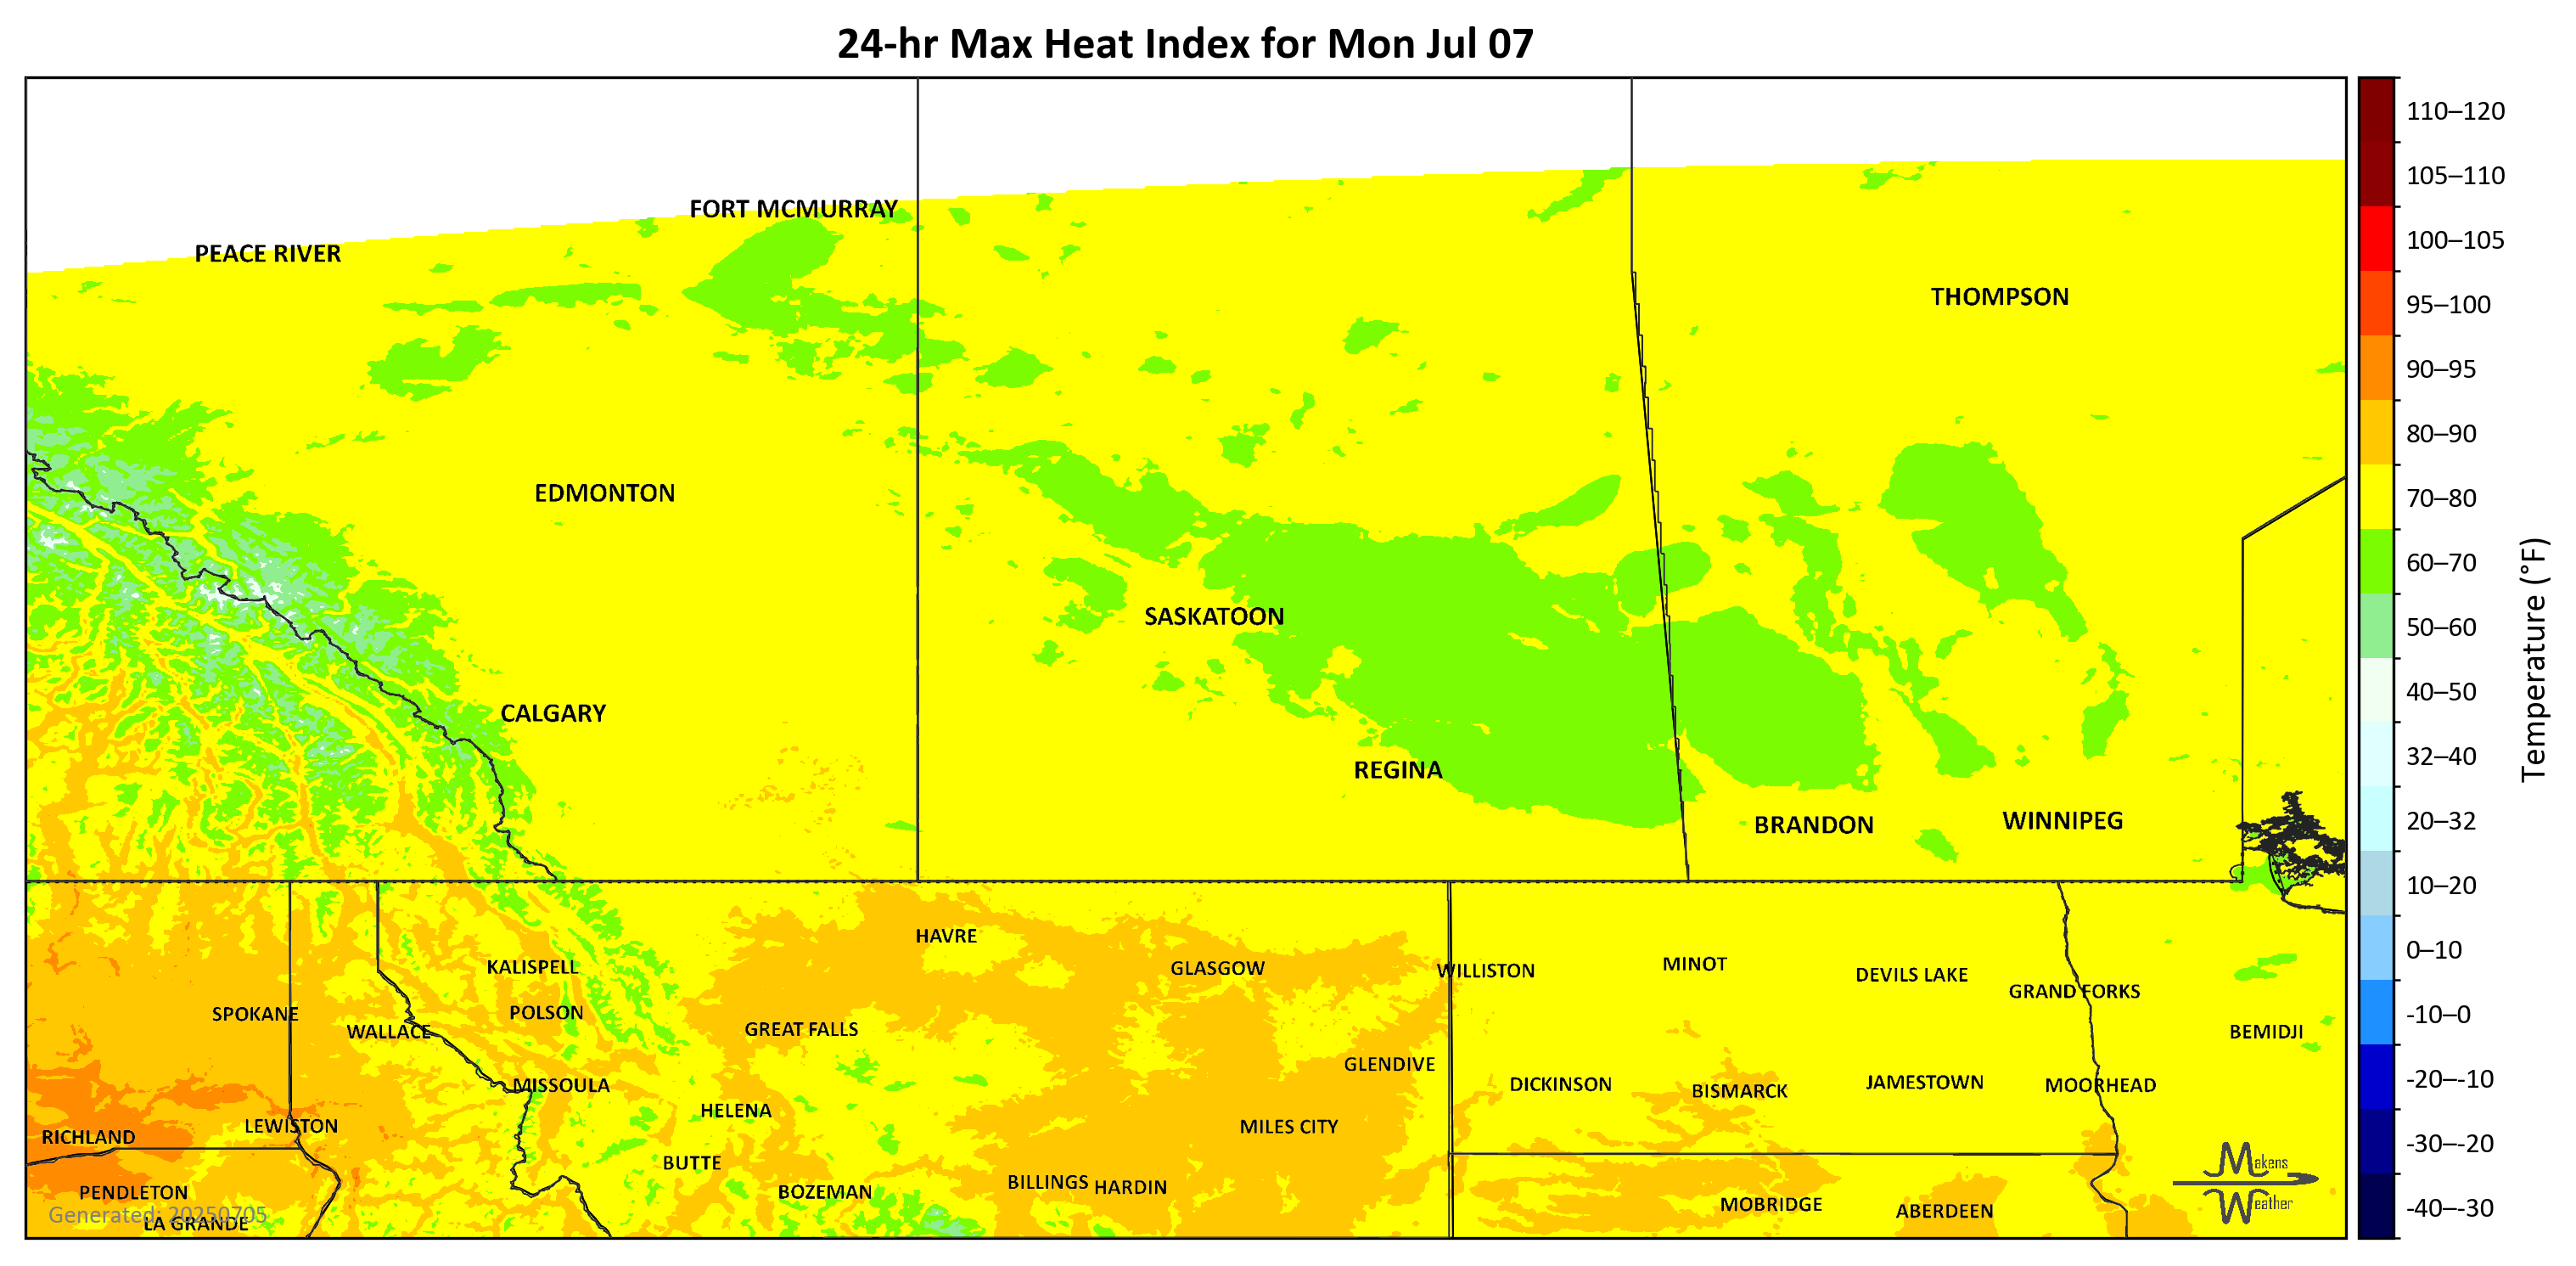 24-hr Max Heat Index for Mon Jul 07
FORT MCMURRAY
PEACE RIVER
THOMPSON
EDMONTON
SASKATOON
CALGARY
REGINA
BRANDON
WINNIPEG
HAVRE
KALISPELL
GLASGOW
WILLISTON
MINOT
DEVILS LAKE
GRAND FORKS
SPOKANE
POLSON
WALLACE
GREAT FALLS
BEMIDJI
GLENDIVE
MISSOULA
DICKINSON
BISMARCK
JAMESTOWN
MOORHEAD
HELENA
LEWISTON
MILES CITY
RICHLAND
BUTTE
PENDLETON
BOZEMAN
BILLINGS
HARDIN
MOBRIDGE
ABERDEEN
Generated: 20250705
LA GRANDE
Makens
Weather
110–120
105–110
100–105
95–100
90–95
80–90
70–80
60–70
50–60
40–50
32–40
20–32
10–20
0–10
-10–0
-20–-10
-30–-20
-40–-30
Temperature (°F)